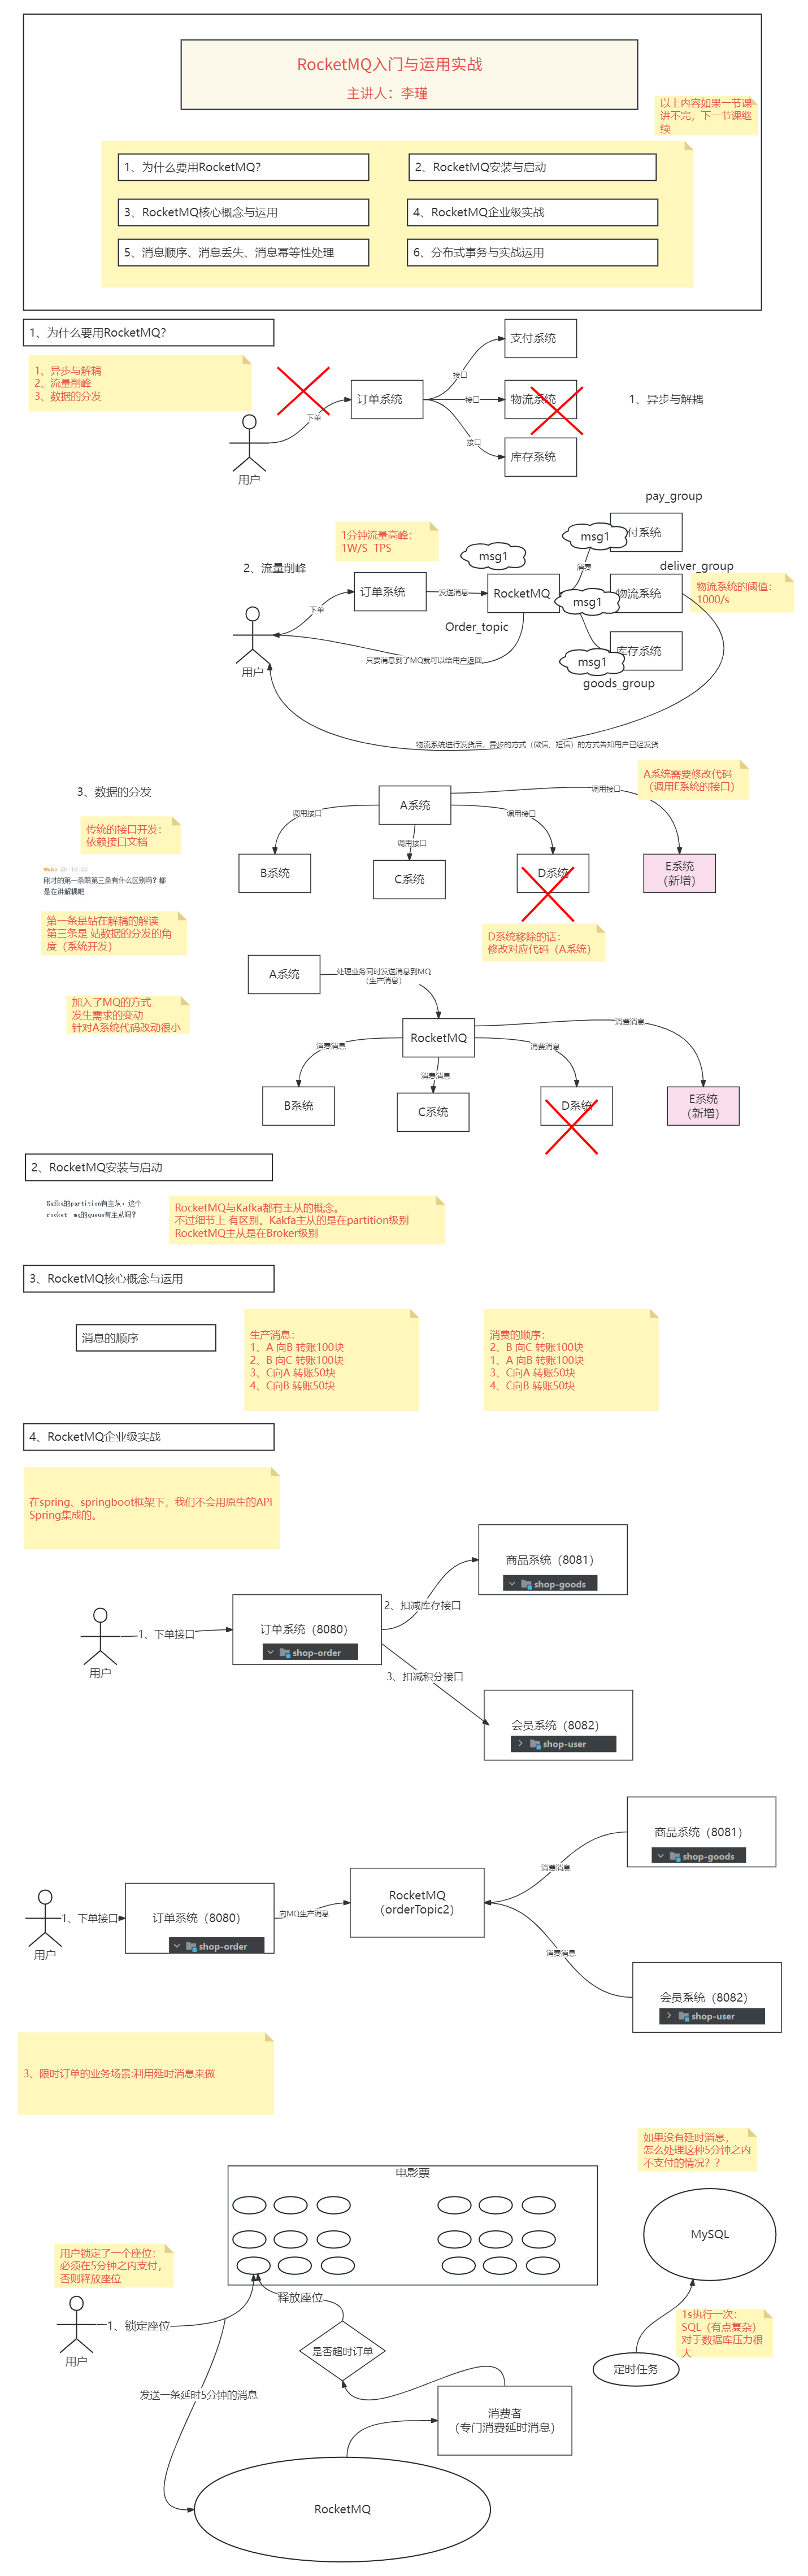 RocketMQ入门与运用实战
主讲人：李瑾
以上内容如果一节课
讲不完，下一节课继
续
1、为什么要用RocketMQ？
2、RocketMQ安装与启动
3、RocketMQ核心概念与运用
4、RocketMQ企业级实战
5、消息顺序、消息丢失、消息幂等性处理
6、分布式事务与实战运用
1、为什么要用RocketMQ？
1、异步与解耦
2、流量削峰
3、数据的分发
用户
下单
订单系统
接口
接口
接口
支付系统
物流系统
库存系统
1、异步与解耦
2、流量削峰
1分钟流量高峰：
1W/S TPS
用户
下单
订单系统
发送消息
msg1
RocketMQ
Order_topic
只要消息到了MQ就可以给用户返回
消费
pay_group
msg1
付系统
deliver_group
msg1
物流系统
物流系统的阈值：
1000/s
msg1
库存系统
goods_group
物流系统进行发货后，异步的方式（微信、短信）的方式告知用户已经发货
3、数据的分发
传统的接口开发：
依赖接口文档
刚才的第一条跟第三条有什么区别吗？都
是在讲解耦吧
第一条是站在解耦的解读
第三条是 站数据的分发的角
度（系统开发）
A系统
调用接口
调用接口
调用接口
调用接口
B系统
C系统
D系统
E系统
（新增）
A系统需要修改代码
（调用E系统的接口）
D系统移除的话：
修改对应代码（A系统）
加入了MQ的方式
发生需求的变动
针对A系统代码改动很小
A系统
处理业务同时发送消息到MQ
（生产消息）
RocketMQ
消费消息
消费消息
消费消息
消费消息
B系统
C系统
D系统
E系统
（新增）
2、RocketMQ安装与启动
Kafka的partition有主从，这个
rocket mq的queue有主从吗？
RocketMQ与Kafka都有主从的概念。
不过细节上 有区别。Kakfa主从的是在partition级别
RocketMQ主从是在Broker级别
3、RocketMQ核心概念与运用
消息的顺序
生产消息：
1、A 向B 转账100块
2、B 向C 转账100块
3、C向A 转账50块
4、C向B 转账50块
消费的顺序：
2、B 向C 转账100块
1、A 向B 转账100块
3、C向A 转账50块
4、C向B 转账50块
4、RocketMQ企业级实战
在spring、springboot框架下，我们不会用原生的API
Spring集成的。
用户
1、下单接口
订单系统（8080）
shop-order
2、扣减库存接口
3、扣减积分接口
商品系统（8081）
shop-goods
会员系统（8082）
shop-user
用户
1、下单接口
订单系统（8080）
shop-order
向MQ生产消息
RocketMQ
（orderTopic2）
消费消息
消费消息
商品系统（8081）
shop-goods
会员系统（8082）
shop-user
3、限时订单的业务场景:利用延时消息来做
电影票
用户锁定了一个座位：
必须在5分钟之内支付，
否则释放座位
用户
1、锁定座位
发送一条延时5分钟的消息
释放座位
是否超时订单
消费者
（专门消费延时消息）
RocketMQ
如果没有延时消息，
怎么处理这种5分钟之内
不支付的情况？？
MySQL
1s执行一次：
SQL（有点复杂）
对于数据库压力很
大
定时任务